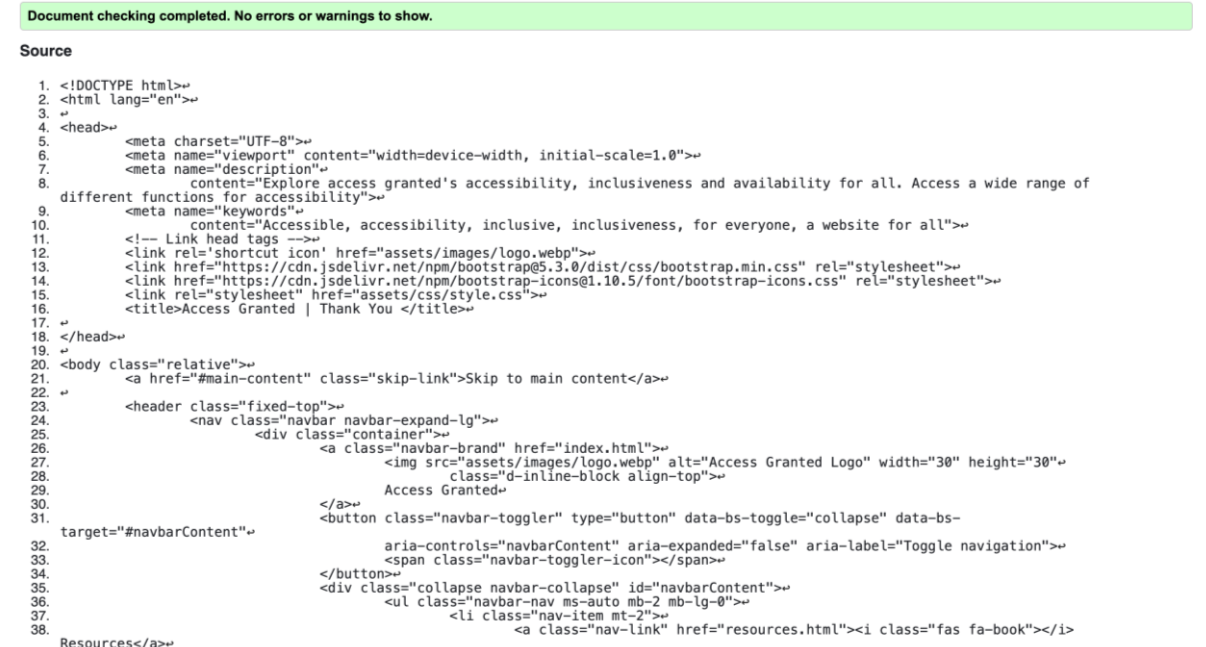 Document checking completed. No errors or warnings to show.
Source
1. <!DOCTYPE html>↩
2. <html lang="en">↩
3. ↩
4. <head>↩
5. <meta charset="UTF-8">↩
6. <meta name="viewport" content="width=device-width, initial-scale=1.0">↩
7. <meta name="description"↩
8. content="Explore access granted's accessibility, inclusiveness and availability for all. Access a wide range of
different functions for accessibility">↩
9. <meta name="keywords"↩
10. content="Accessible, accessibility, inclusive, inclusiveness, for everyone, a website for all">↩
11. <!-- Link head tags -->↩
12. <link rel='shortcut icon' href="assets/images/logo.webp">↩
13. <link href="https://cdn.jsdelivr.net/npm/bootstrap@5.3.0/dist/css/bootstrap.min.css" rel="stylesheet">↩
14. <link href="https://cdn.jsdelivr.net/npm/bootstrap-icons@1.10.5/font/bootstrap-icons.css" rel="stylesheet">↩
15. <link rel="stylesheet" href="assets/css/style.css">↩
16. <title>Access Granted | Thank You </title>↩
17. ↩
18. </head>↩
19. ↩
20. <body class="relative">↩
21. <a href="#main-content" class="skip-link">Skip to main content</a>↩
22. ↩
23. <header class="fixed-top">↩
24. <nav class="navbar navbar-expand-lg">↩
25. <div class="container">↩
26. <a class="navbar-brand" href="index.html">↩
27. <img src="assets/images/logo.webp" alt="Access Granted Logo" width="30" height="30"↩
28. class="d-inline-block align-top">↩
29. Access Granted↩
30. </a>↩
31. <button class="navbar-toggler" type="button" data-bs-toggle="collapse" data-bs-
target="#navbarContent"↩
32. aria-controls="navbarContent" aria-expanded="false" aria-label="Toggle navigation">↩
33. <span class="navbar-toggler-icon"></span>↩
34. </button>↩
35. <div class="collapse navbar-collapse" id="navbarContent">↩
36. <ul class="navbar-nav ms-auto mb-2 mb-lg-0">↩
37. <li class="nav-item mt-2">↩
38. <a class="nav-link" href="resources.html"><i class="fas fa-book"></i>
Resources</a>↩